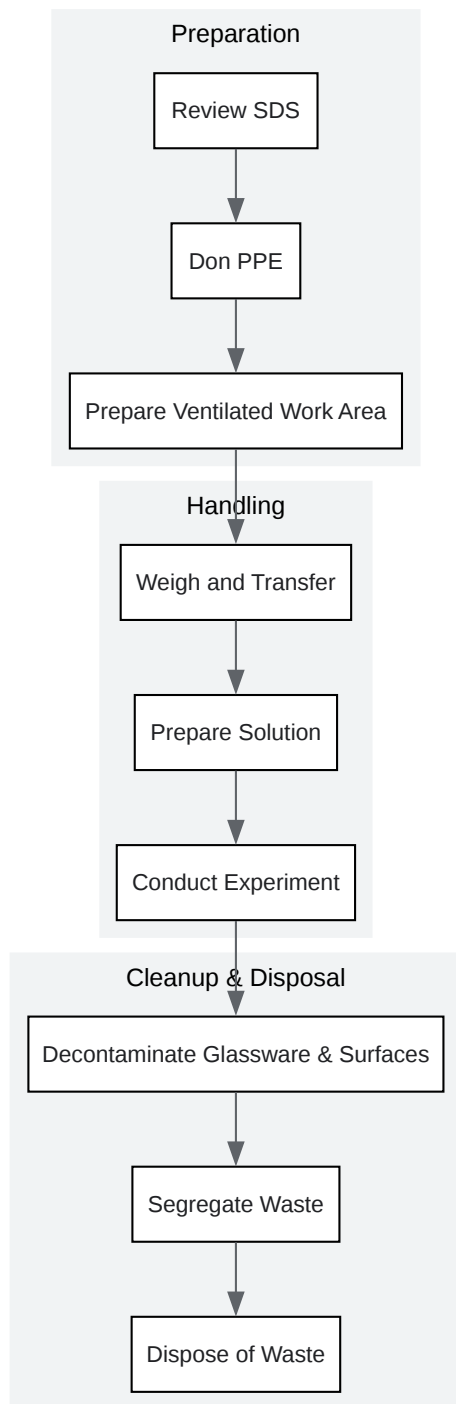 Preparation
Review SDS
Don PPE
Prepare Ventilated Work Area
Handling
Weigh and Transfer
Prepare Solution
Conduct Experiment
Cleanup & Disposal
Decontaminate Glassware & Surfaces
Segregate Waste
Dispose of Waste